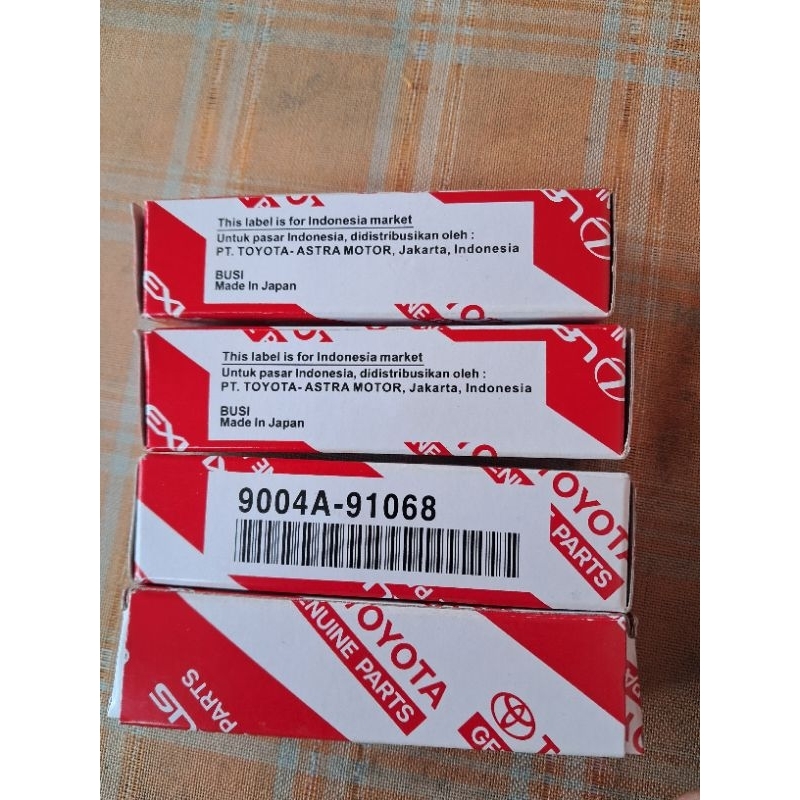 This label is for Indonesia market
Untuk pasar Indonesia, didistribusikan oleh :
PT. TOYOTA- ASTRA MOTOR, Jakarta, Indonesia
BUSI
Made In Japan
This label is for Indonesia market
Untuk pasar Indonesia, didistribusikan oleh :
PT. TOYOTA- ASTRA MOTOR, Jakarta, Indonesia
BUSI
Made In Japan
9004A-91068
TOYOTA
PARTS
TOYOTA
GENUINE PARTS
PARTS